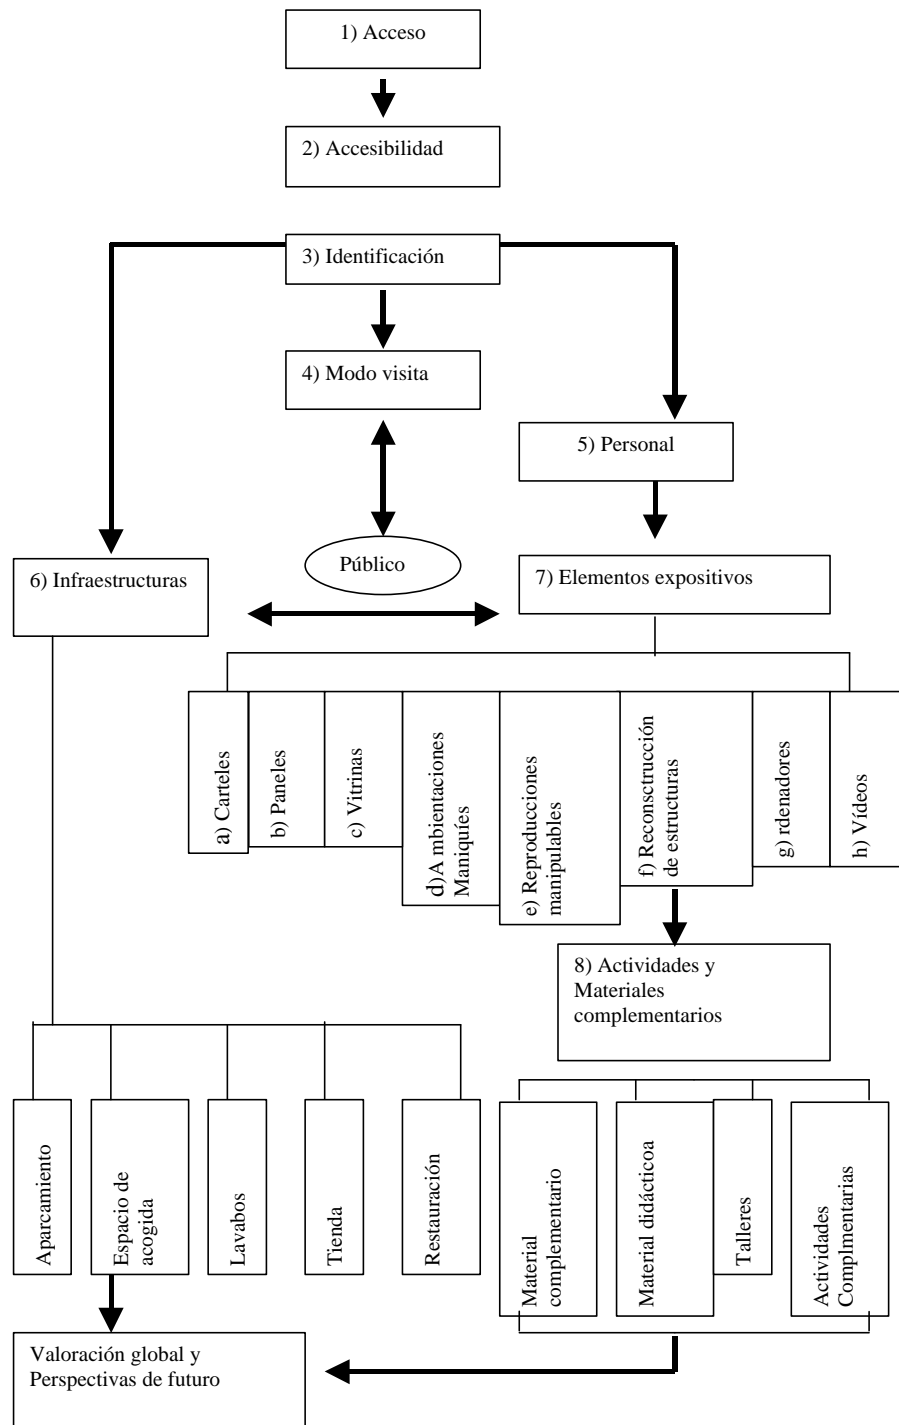 1) Acceso
2) Accesibilidad
3) Identificación
4) Modo visita
5) Personal
Público
6) Infraestructuras
7) Elementos expositivos
a) Carteles
b) Paneles
c) Vitrinas
d)A mbientaciones
Maniquíes
e) Reproducciones
manipulables
f) Reconsctrucción
de estructuras
g) rdenadores
h) Vídeos
8) Actividades y
Materiales
complementarios
Aparcamiento
Espacio de
acogida
Lavabos
Tienda
Restauración
Material
complementario
Material didácticoa
Talleres
Actividades
Complmentarias
Valoración global y
Perspectivas de futuro